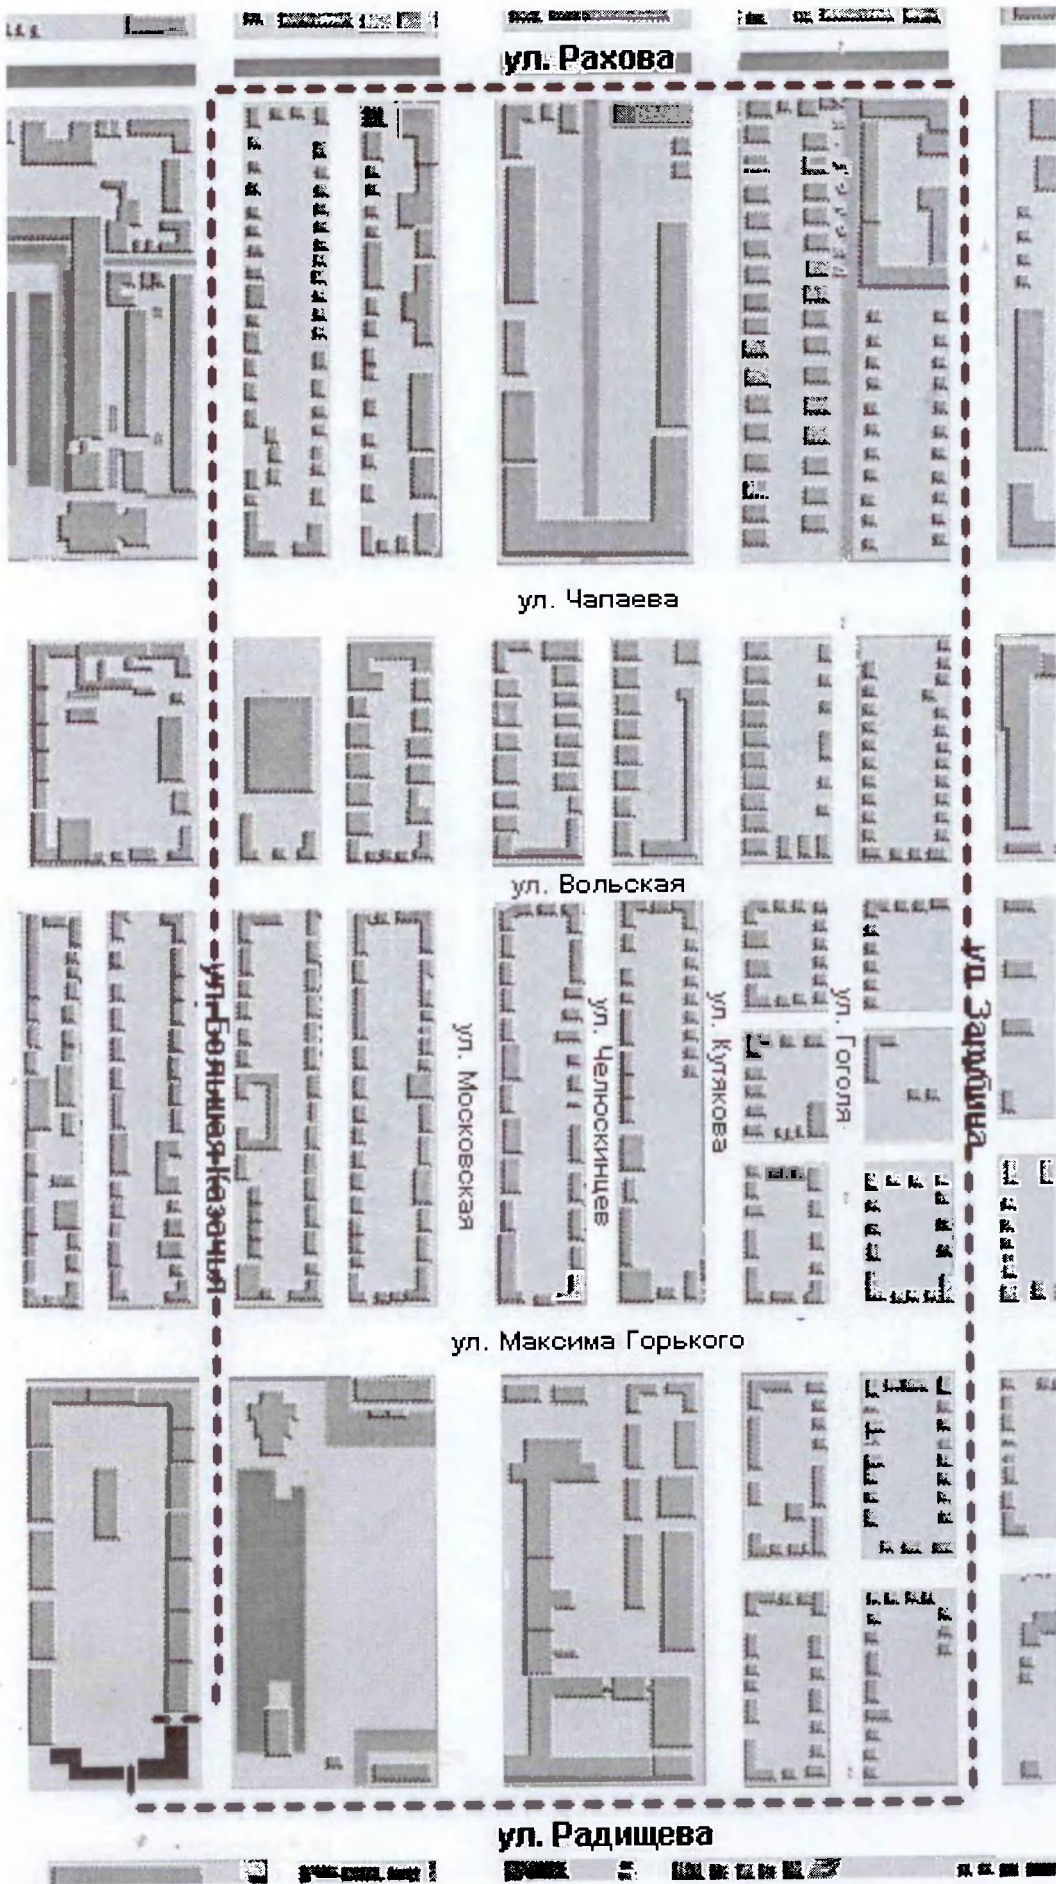 ул. Рахова
ул. Чапаева
ул. Вольская
ул. Большая Казачья
ул. Московская
ул. Челюскинцев
ул. Кутякова
ул. Гоголя
ул. Зарубина
ул. Максима Горького
ул. Радищева